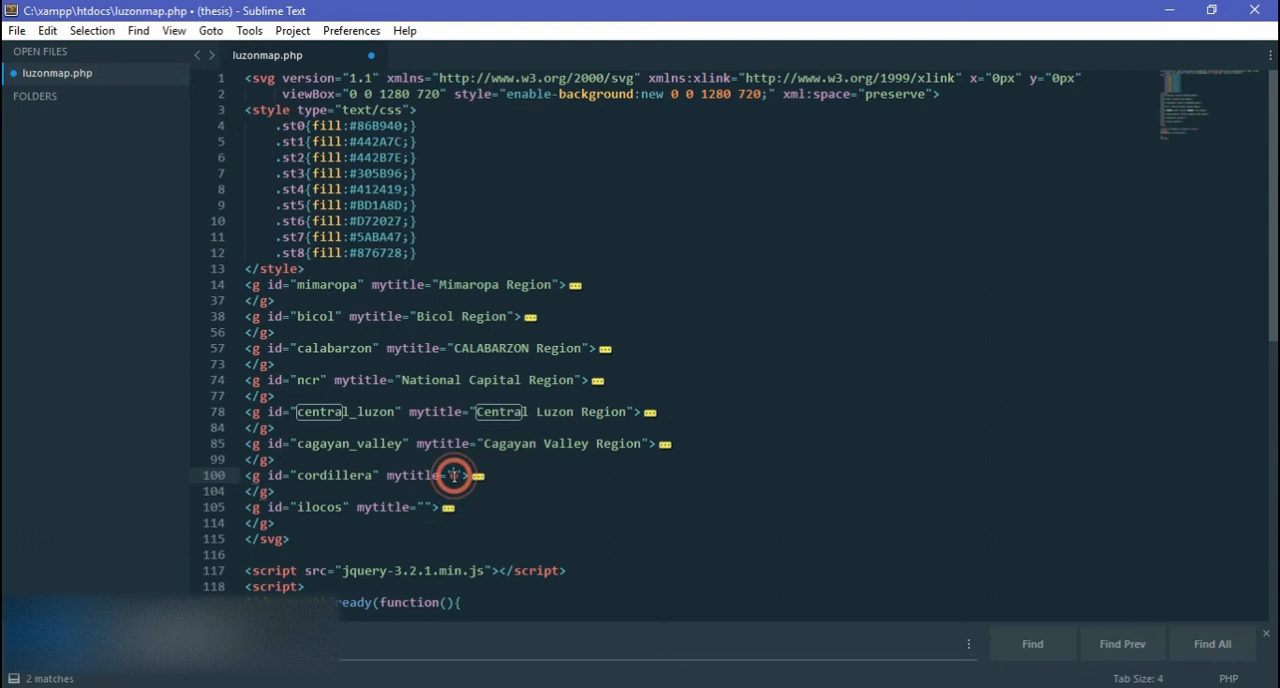 C:\xampp\htdocs\luzonmap.php • (thesis) - Sublime Text
File Edit Selection Find View Goto Tools Project Preferences Help
OPEN FILES
luzonmap.php
FOLDERS
luzonmap.php
1 <svg version="1.1" xmlns="http://www.w3.org/2000/svg" xmlns:xlink="http://www.w3.org/1999/xlink" x="0px" y="0px"
2 viewBox="0 0 1280 720" style="enable-background:new 0 0 1280 720;" xml:space="preserve">
3 <style type="text/css">
4 .st0{fill:#86B940;}
5 .st1{fill:#442A7C;}
6 .st2{fill:#442B7E;}
7 .st3{fill:#305B96;}
8 .st4{fill:#412419;}
9 .st5{fill:#BD1A8D;}
10 .st6{fill:#D72027;}
11 .st7{fill:#5ABA47;}
12 .st8{fill:#876728;}
13 </style>
14 <g id="mimaropa" mytitle="Mimaropa Region">
37 </g>
38 <g id="bicol" mytitle="Bicol Region">
56 </g>
57 <g id="calabarzon" mytitle="CALABARZON Region">
73 </g>
74 <g id="ncr" mytitle="National Capital Region">
77 </g>
78 <g id="central_luzon" mytitle="Central Luzon Region">
84 </g>
85 <g id="cagayan_valley" mytitle="Cagayan Valley Region">
99 </g>
100 <g id="cordillera" mytitle="">
104 </g>
105 <g id="ilocos" mytitle="">
114 </g>
115 </svg>
116
117 <script src="jquery-3.2.1.min.js"></script>
118 <script>
ready(function(){
Find Find Prev Find All
2 matches Tab Size: 4 PHP